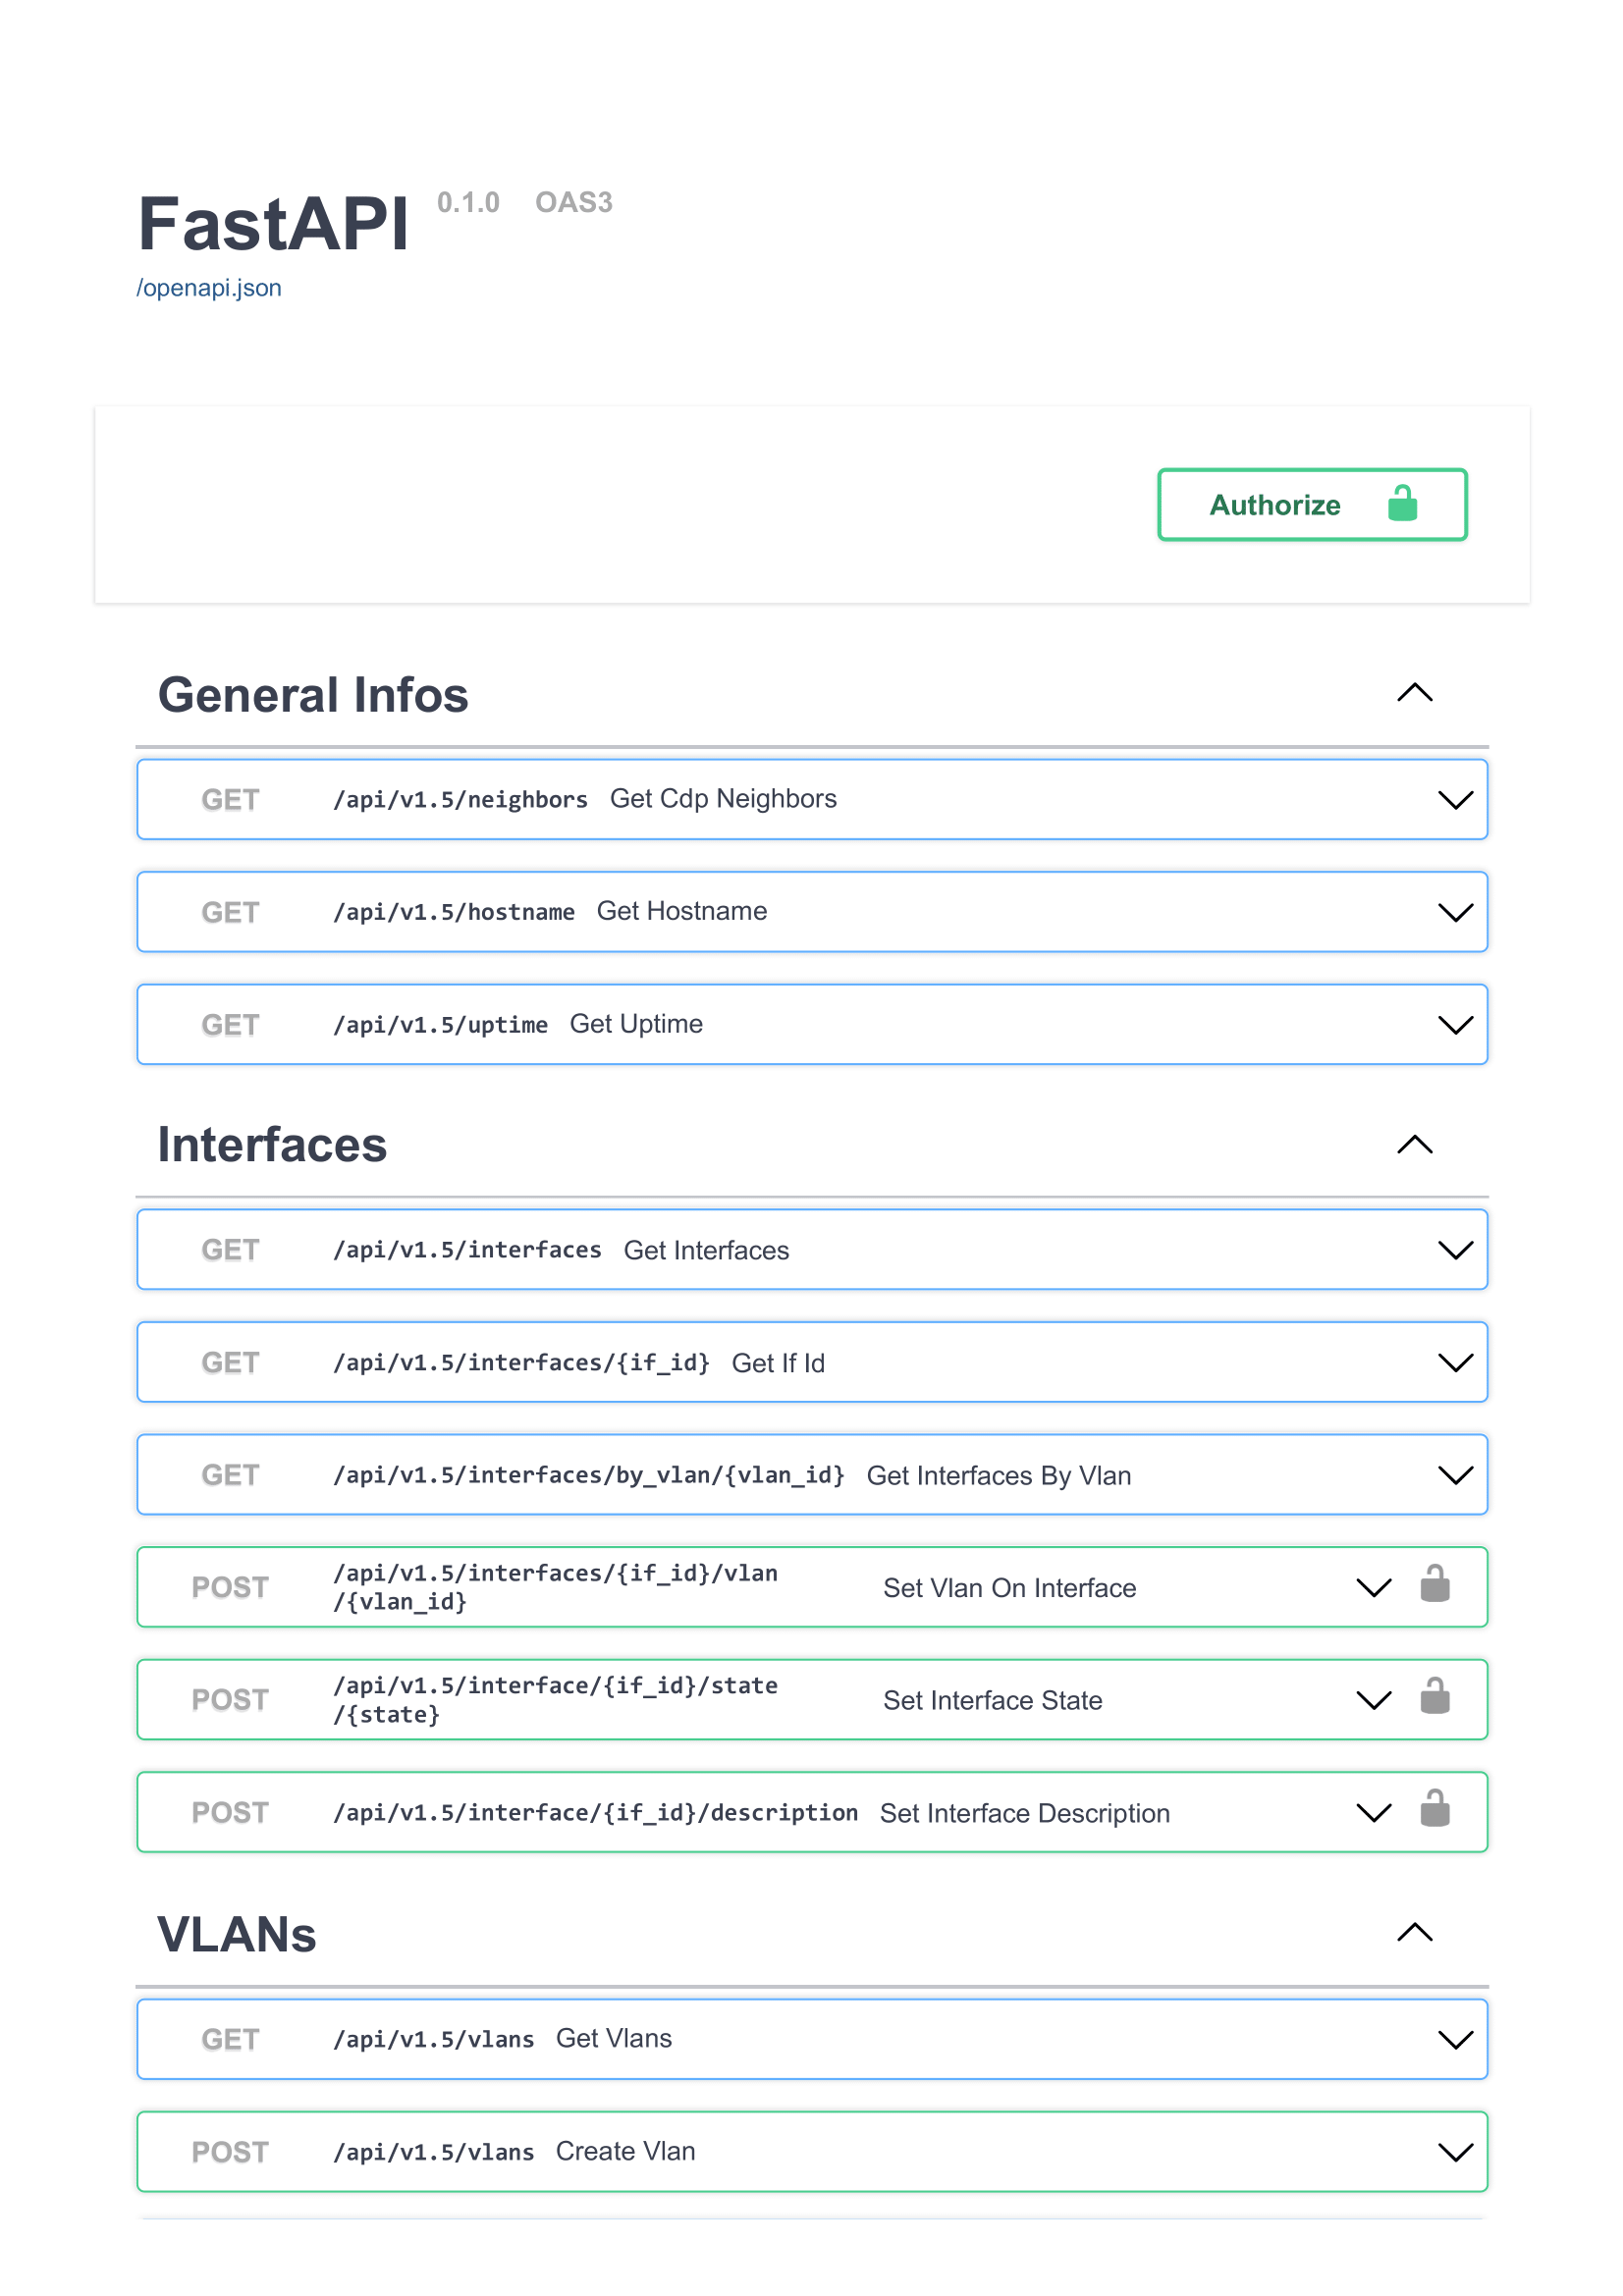 FastAPI 0.1.0 OAS3
/openapi.json
Authorize
General Infos
GET /api/v1.5/neighbors Get Cdp Neighbors
GET /api/v1.5/hostname Get Hostname
GET /api/v1.5/uptime Get Uptime
Interfaces
GET /api/v1.5/interfaces Get Interfaces
GET /api/v1.5/interfaces/{if_id} Get If Id
GET /api/v1.5/interfaces/by_vlan/{vlan_id} Get Interfaces By Vlan
POST /api/v1.5/interfaces/{if_id}/vlan
/{vlan_id} Set Vlan On Interface
POST /api/v1.5/interface/{if_id}/state
/{state} Set Interface State
POST /api/v1.5/interface/{if_id}/description Set Interface Description
VLANs
GET /api/v1.5/vlans Get Vlans
POST /api/v1.5/vlans Create Vlan